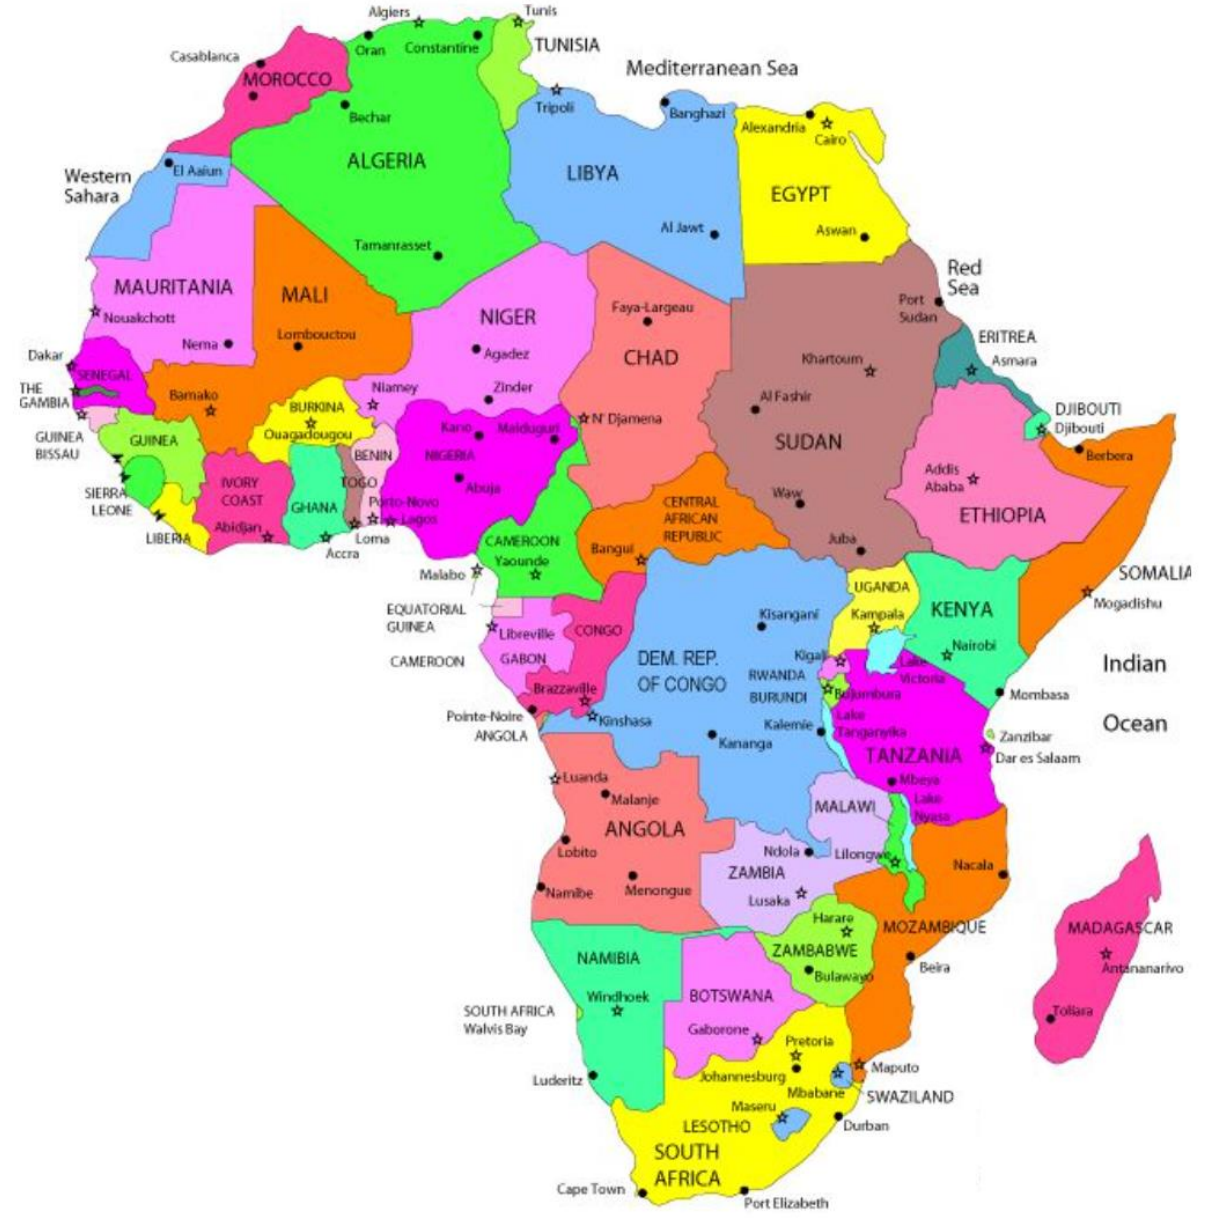 Algiers
Tunis
Casablanca
Oran
Constantine
TUNISIA
Mediterranean Sea
MOROCCO
Bechar
Tripoli
Banghazi
Alexandria
Cairo
Western
Sahara
El Aaiun
ALGERIA
LIBYA
EGYPT
Al Jawt
Aswan
Tamanrasset
Red
Sea
MAURITANIA
MALI
NIGER
Faya-Largeau
Port
Sudan
Nouakchott
Lombouctou
Nema
Agadez
CHAD
Khartoum
ERITREA
Asmara
Dakar
SENEGAL
THE
GAMBIA
Bamako
Niamey
Zinder
BURKINA
Ouagadougou
N' Djamena
Al Fashir
SUDAN
DJIBOUTI
Djibouti
GUINEA
BISSAU
GUINEA
Kano
Maiduguri
NIGERIA
BENIN
Berbera
Addis
Ababa
ETHIOPIA
SIERRA
LEONE
IVORY
COAST
GHANA
TOGO
Abuja
Porto-Novo
Lagos
Waw
CENTRAL
AFRICAN
REPUBLIC
LIBERIA
Abidjan
Accra
Loma
CAMEROON
Yaounde
Bangui
Juba
Malabo
SOMALIA
UGANDA
KENYA
Mogadishu
EQUATORIAL
GUINEA
Libreville
CONGO
Kisangani
Kampala
Nairobi
CAMEROON
GABON
DEM. REP.
OF CONGO
Kigali
RWANDA
BURUNDI
Lake
Victoria
Indian
Ocean
Brazzaville
Bujumbura
Mombasa
Pointe-Noire
ANGOLA
Kinshasa
Kananga
Kalemie
Lake
Tanganyika
Zanzibar
Dar es Salaam
TANZANIA
Luanda
Malanje
Mbeya
MALAWI
Lake
Nyasa
ANGOLA
Lobito
Ndola
Lilongwe
Nacala
ZAMBIA
Namibe
Menongue
Lusaka
Harare
MOZAMBIQUE
MADAGASCAR
NAMIBIA
ZAMBABWE
Bulawayo
Beira
Antananarivo
Windhoek
BOTSWANA
SOUTH AFRICA
Walvis Bay
Toliara
Gaborone
Pretoria
Luderitz
Johannesburg
Maputo
Mbabane
SWAZILAND
Maseru
LESOTHO
Durban
SOUTH
AFRICA
Cape Town
Port Elizabeth